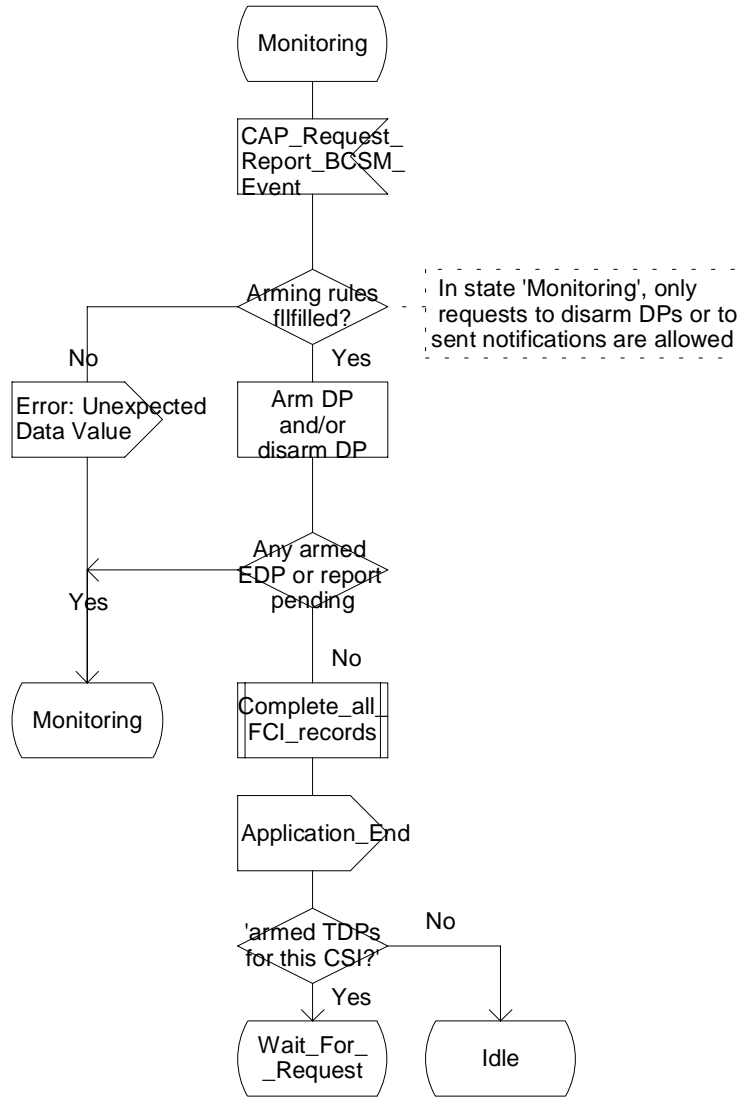 Monitoring
CAP_Request_
Report_BCSM_
Event
Arming rules
fllfilled?
In state 'Monitoring', only
requests to disarm DPs or to
sent notifications are allowed
No
Yes
Error: Unexpected
Data Value
Arm DP
and/or
disarm DP
Any armed
EDP or report
pending
Yes
No
Monitoring
Complete_all_
FCI_records
Application_End
'armed TDPs
for this CSI?'
No
Yes
Wait_For_
_Request
Idle